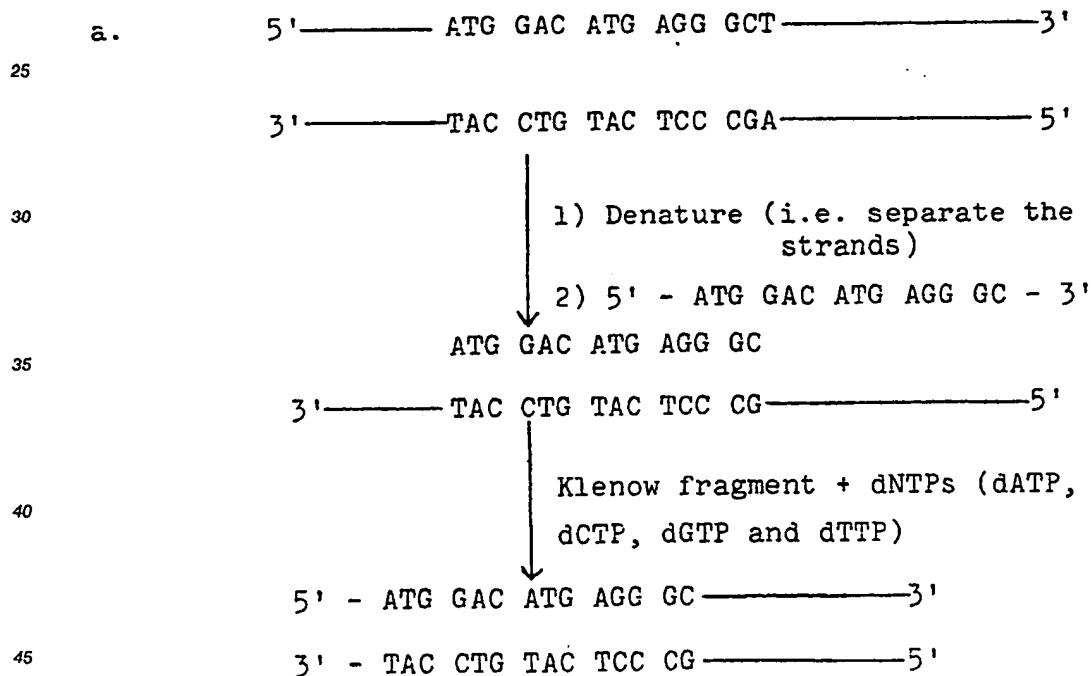 a. 5' ATG GAC ATG AGG GCT 3'
25
3' TAC CTG TAC TCC CGA 5'
30
1) Denature (i.e. separate the
strands)
2) 5' - ATG GAC ATG AGG GC - 3'
ATG GAC ATG AGG GC
35
3' TAC CTG TAC TCC CG 5'
Klenow fragment + dNTPs (dATP,
40
dCTP, dGTP and dTTP)
5' - ATG GAC ATG AGG GC 3'
45
3' - TAC CTG TAC TCC CG 5'